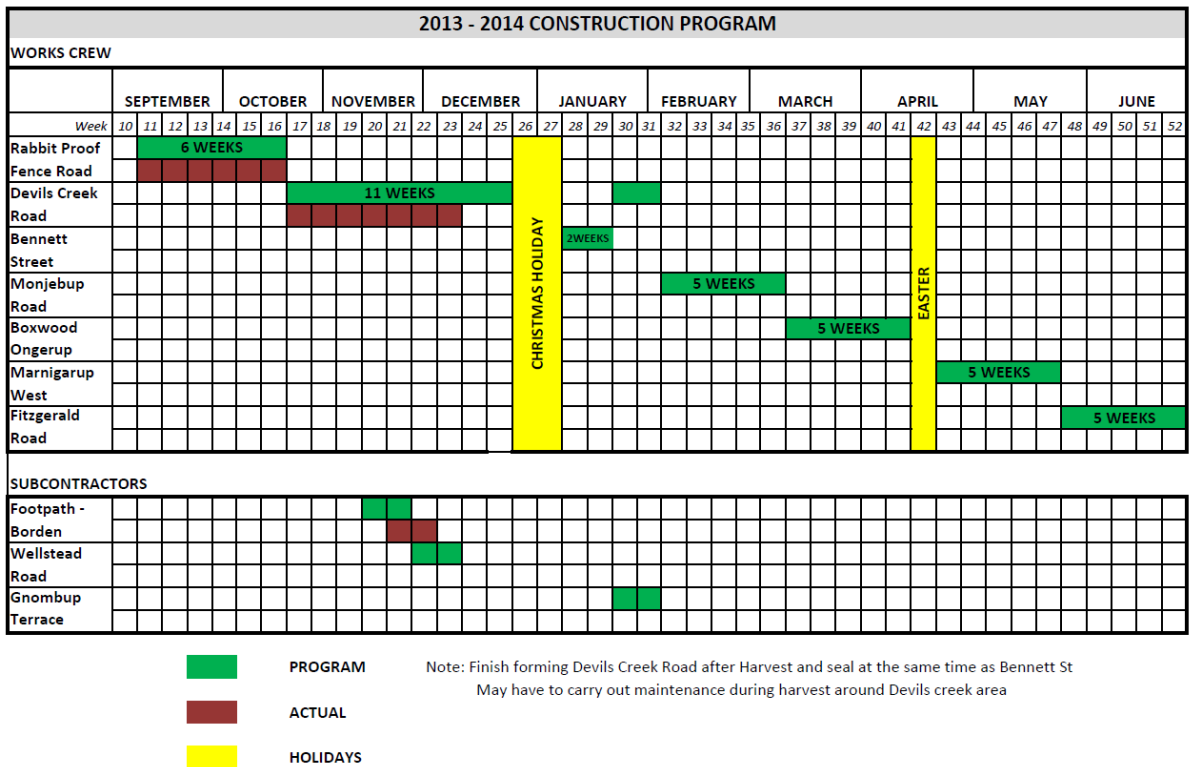 2013 - 2014 CONSTRUCTION PROGRAM
WORKS CREW
SEPTEMBER OCTOBER NOVEMBER DECEMBER JANUARY FEBRUARY MARCH APRIL MAY JUNE
Week 10 11 12 13 14 15 16 17 18 19 20 21 22 23 25 26 27 28 29 30 31 32 33 34 35 36 37 38 39 40 41 42 43 44 45 46 47 49 50 51 52
Rabbit Proof 6 WEEKS
Fence Road
Devils Creek 11 WEEKS
Road
Bennett 2WEEKS
Street
Monjebup 5 WEEKS
Road
Boxwood 5 WEEKS
Ongerup
Marnigarup 5 WEEKS
West
Fitzgerald 5 WEEKS
Road
CHRISTMAS HOLIDAY
EASTER
SUBCONTRACTORS
Footpath -
Borden
Wellstead
Road
Gnombup
Terrace
PROGRAM Note: Finish forming Devils Creek Road after Harvest and seal at the same time as Bennett St
May have to carry out maintenance during harvest around Devils creek area
ACTUAL
HOLIDAYS